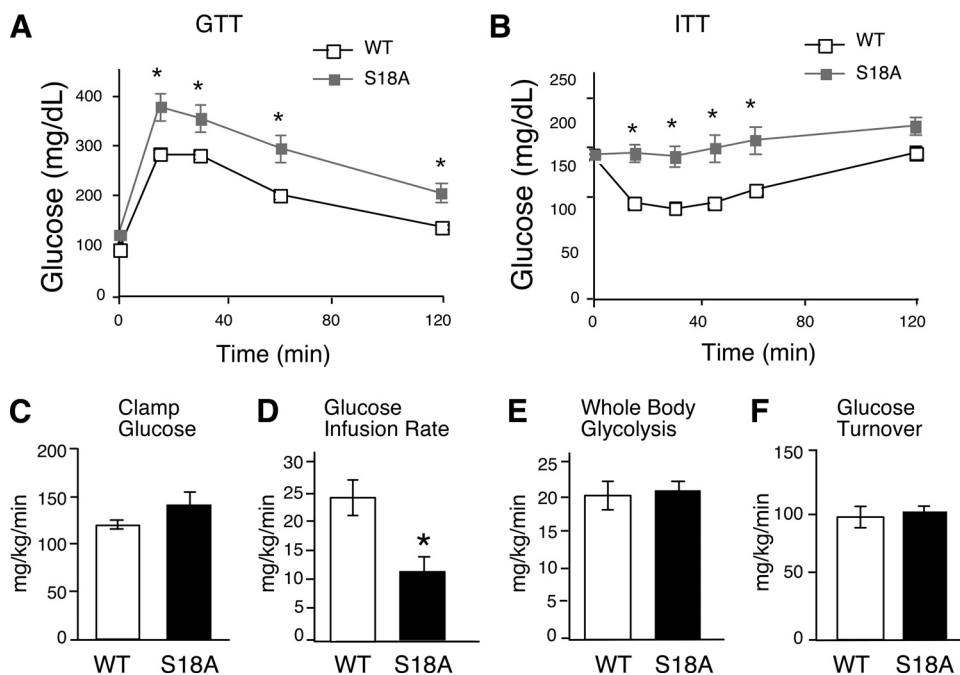 A
GTT
WT
S18A
Glucose (mg/dL)
400
300
200
100
0
* * * *
0 40 80 120
Time (min)
B
ITT
WT
S18A
Glucose (mg/dL)
250
200
150
100
50
0
* * * *
0 40 80 120
Time (min)
C
Clamp
Glucose
mg/kg/min
200
150
100
50
0
WT S18A
D
Glucose
Infusion Rate
mg/kg/min
30
25
15
10
5
0
*
WT S18A
E
Whole Body
Glycolysis
mg/kg/min
25
20
15
10
5
0
WT S18A
F
Glucose
Turnover
mg/kg/min
150
100
50
0
WT S18A